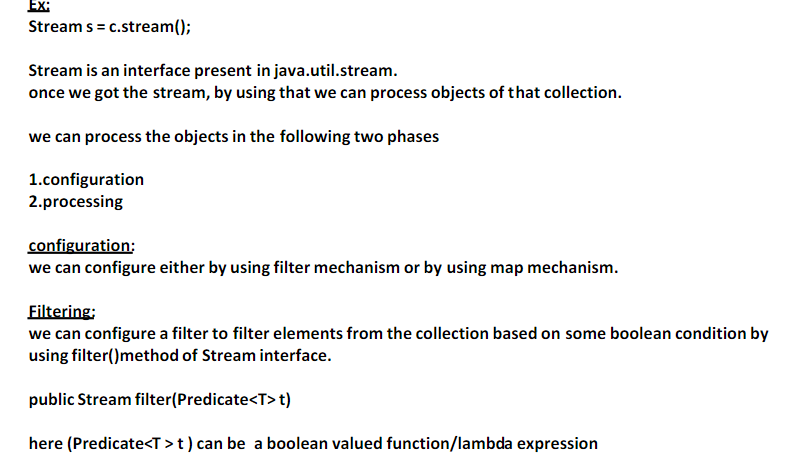 Ex:
Stream s = c.stream();
Stream is an interface present in java.util.stream.
once we got the stream, by using that we can process objects of that collection.
we can process the objects in the following two phases
1.configuration
2.processing
configuration:
we can configure either by using filter mechanism or by using map mechanism.
Filtering:
we can configure a filter to filter elements from the collection based on some boolean condition by
using filter()method of Stream interface.
public Stream filter(Predicate<T> t)
here (Predicate<T > t ) can be  a boolean valued function/lambda expression